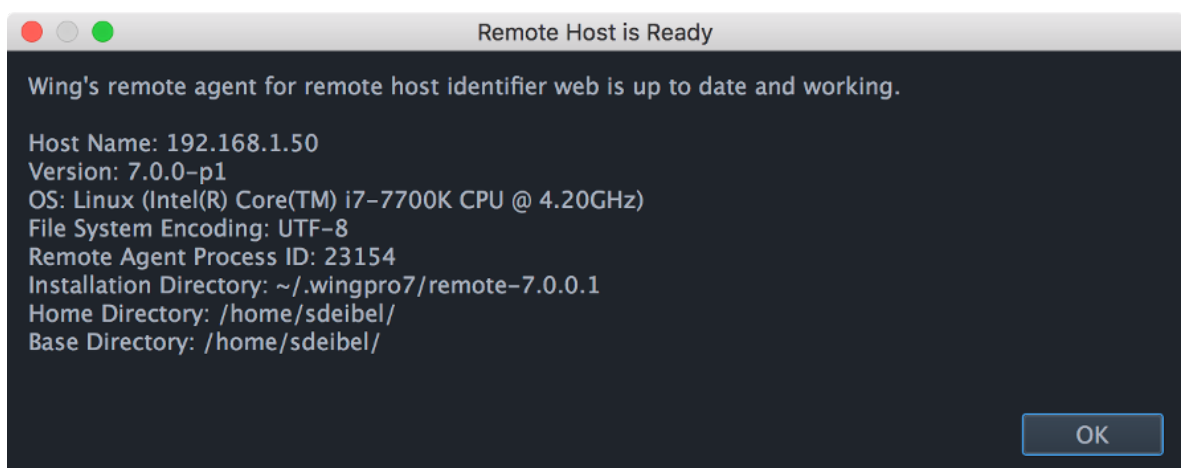 Remote Host is Ready
Wing's remote agent for remote host identifier web is up to date and working.
Host Name: 192.168.1.50
Version: 7.0.0-p1
OS: Linux (Intel(R) Core(TM) i7-7700K CPU @ 4.20GHz)
File System Encoding: UTF-8
Remote Agent Process ID: 23154
Installation Directory: ~/.wingpro7/remote-7.0.0.1
Home Directory: /home/sdeibel/
Base Directory: /home/sdeibel/
OK